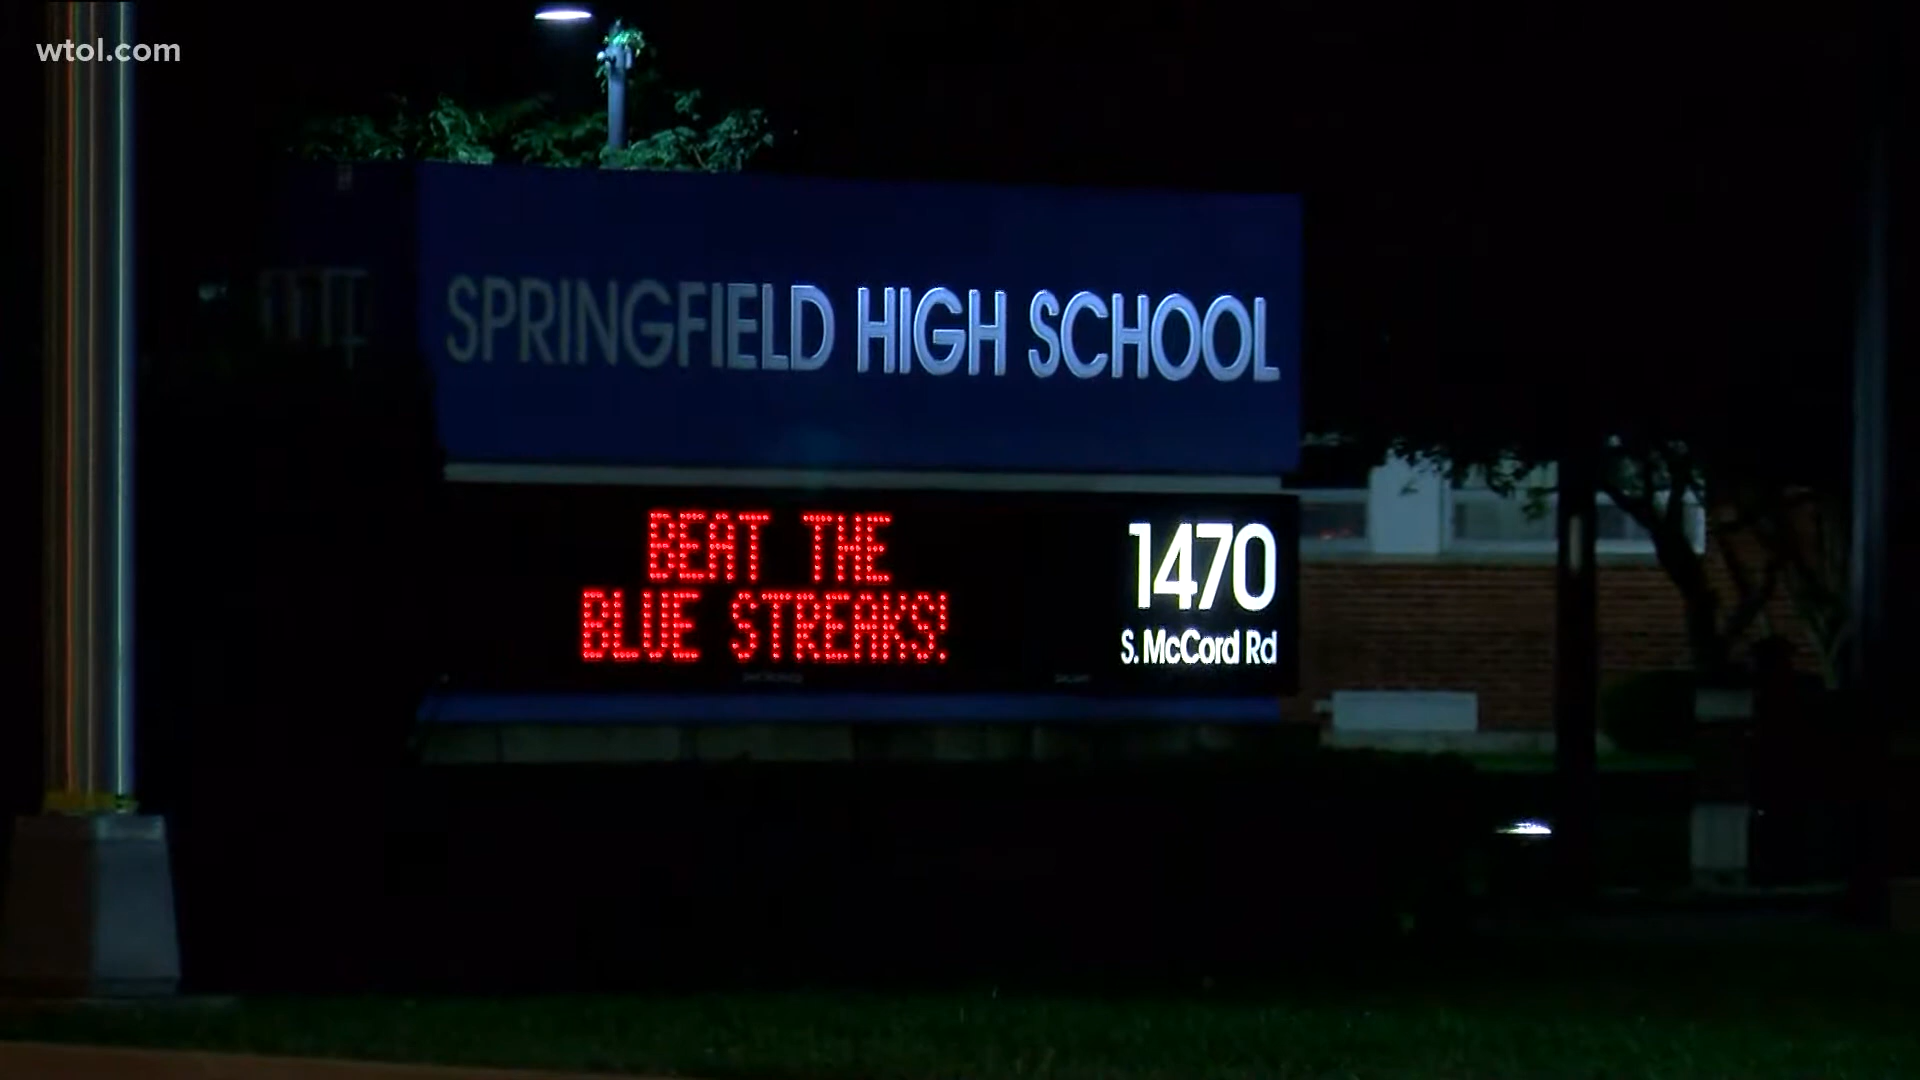 wtol.com
SPRINGFIELD HIGH SCHOOL
BEAT THE
BLUE STREAKS!
1470
S. McCord Rd